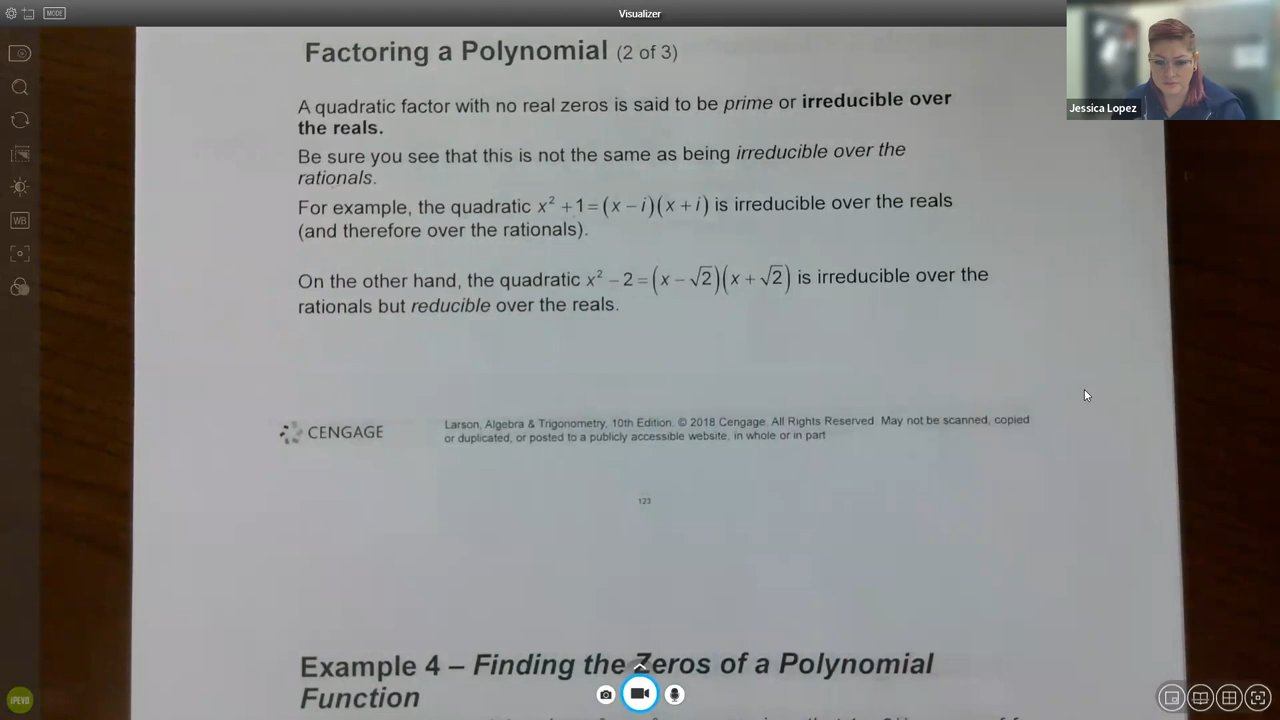 MODE
Visualizer
Jessica Lopez
WB
Factoring a Polynomial (2 of 3)
A quadratic factor with no real zeros is said to be prime or irreducible over
the reals.
Be sure you see that this is not the same as being irreducible over the
rationals.
For example, the quadratic x² + 1 = (x − i)(x + i) is irreducible over the reals
(and therefore over the rationals).
On the other hand, the quadratic x² − 2 = (x − √2)(x + √2) is irreducible over the
rationals but reducible over the reals.
CENGAGE
Larson, Algebra & Trigonometry, 10th Edition. © 2018 Cengage. All Rights Reserved. May not be scanned, copied
or duplicated, or posted to a publicly accessible website, in whole or in part
123
Example 4 – Finding the Zeros of a Polynomial
Function
IPEVO